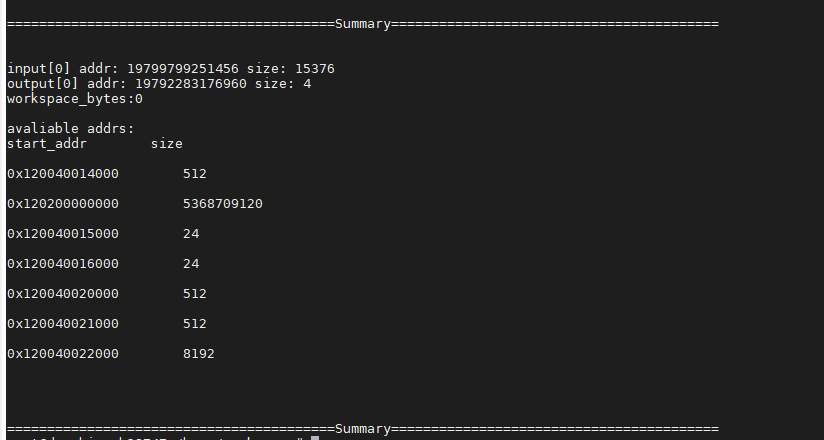 =========================================Summary=========================================
input[0] addr: 19799799251456 size: 15376
output[0] addr: 19792283176960 size: 4
workspace_bytes:0
avaliable addrs:
start_addr        size
0x120040014000        512
0x120200000000        5368709120
0x120040015000        24
0x120040016000        24
0x120040020000        512
0x120040021000        512
0x120040022000        8192
=========================================Summary=========================================